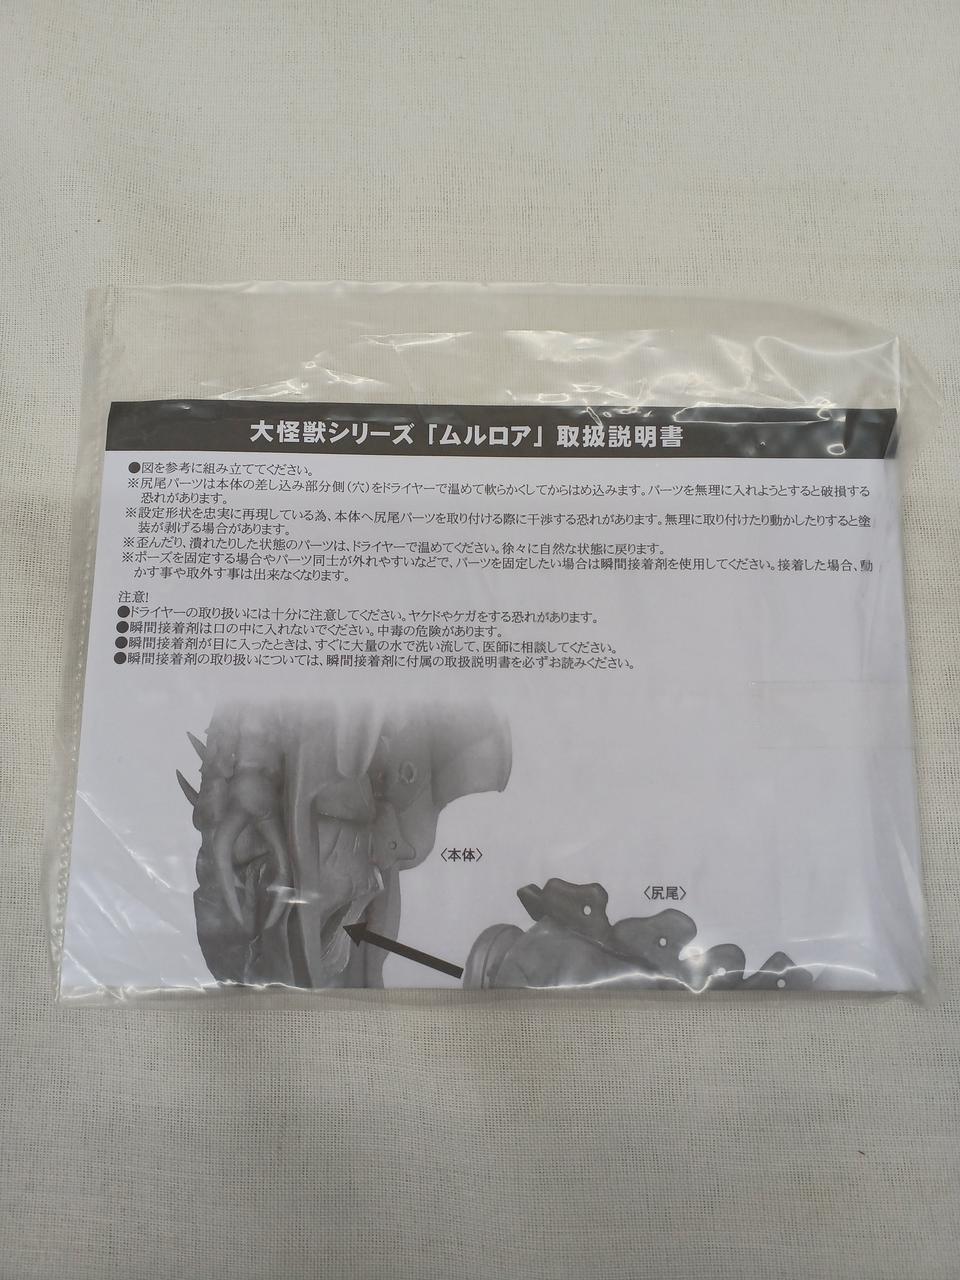 大怪獣シリーズ「ムルロア」取扱説明書
●図を参考に組み立ててください。
※尻尾パーツは本体の差し込み部分側(穴)をドライヤーで温めて軟らかくしてからはめ込みます。パーツを無理に入れようとすると破損する
恐れがあります。
※設定形状を忠実に再現している為、本体へ尻尾パーツを取り付ける際に干渉する恐れがあります。無理に取り付けたり動かしたりすると塗
装が剥げる場合があります。
※歪んだり、潰れたりした状態のパーツは、ドライヤーで温めてください。徐々に自然な状態に戻ります。
※ポーズを固定する場合やパーツ同士が外れやすいなどで、パーツを固定したい場合は瞬間接着剤を使用してください。接着した場合、動
かす事や取外す事は出来なくなります。
注意!
●ドライヤーの取り扱いには十分に注意してください。ヤケドやケガをする恐れがあります。
●瞬間接着剤は口の中に入れないでください。中毒の危険があります。
●瞬間接着剤が目に入ったときは、すぐに大量の水で洗い流して、医師に相談してください。
●瞬間接着剤の取り扱いについては、瞬間接着剤に付属の取扱説明書を必ずお読みください。
〈本体〉
〈尻尾〉